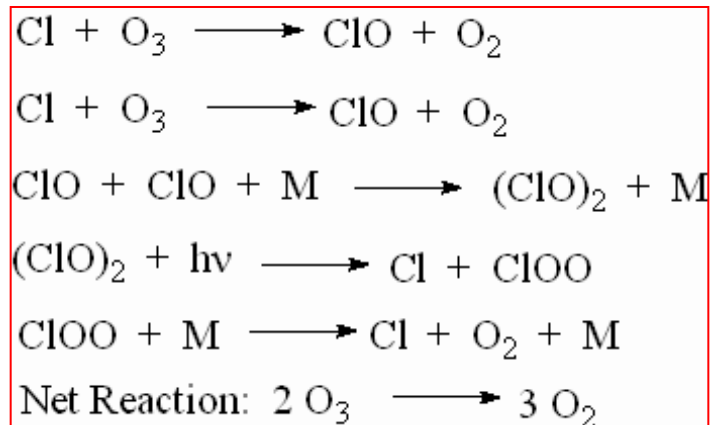 Cl + O₃ ⟶ ClO + O₂
Cl + O₃ ⟶ ClO + O₂
ClO + ClO + M ⟶ (ClO)₂ + M
(ClO)₂ + hν ⟶ Cl + ClOO
ClOO + M ⟶ Cl + O₂ + M
Net Reaction: 2 O₃ ⟶ 3 O₂